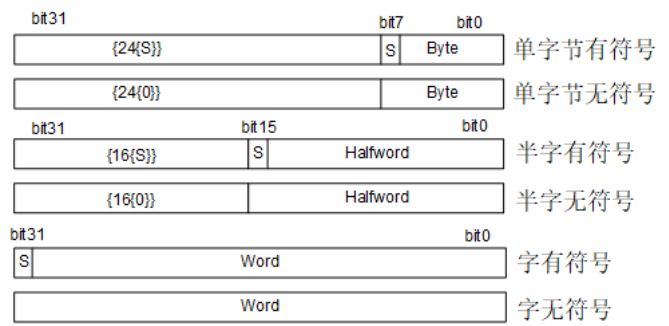 bit31 bit7 bit0
{24{S}} S Byte 单字节有符号
{24{0}} Byte 单字节无符号
bit31 bit15 bit0
{16{S}} S Halfword 半字有符号
{16{0}} Halfword 半字无符号
bit31 bit0
S Word 字有符号
Word 字无符号